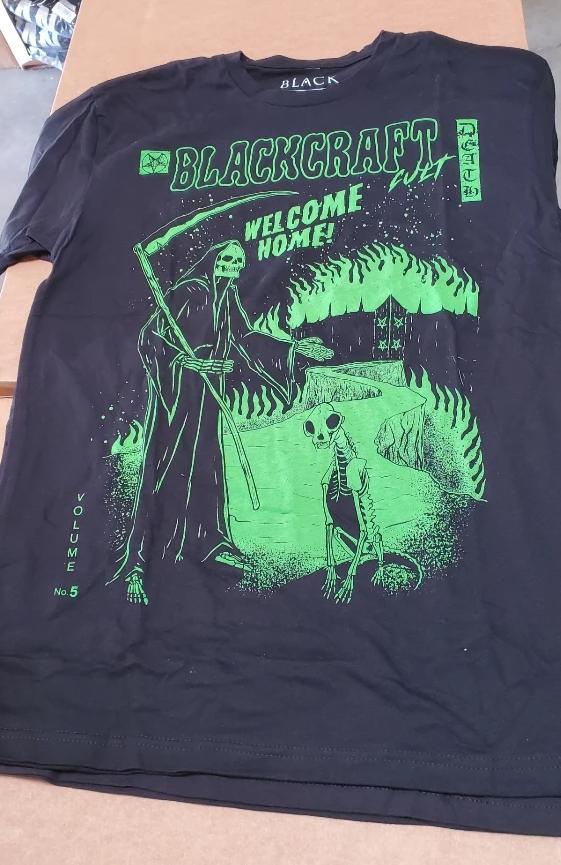 BLACK
BLACKCRAFT
CULT
DEATH
WELCOME
HOME!
VOLUME
No.5